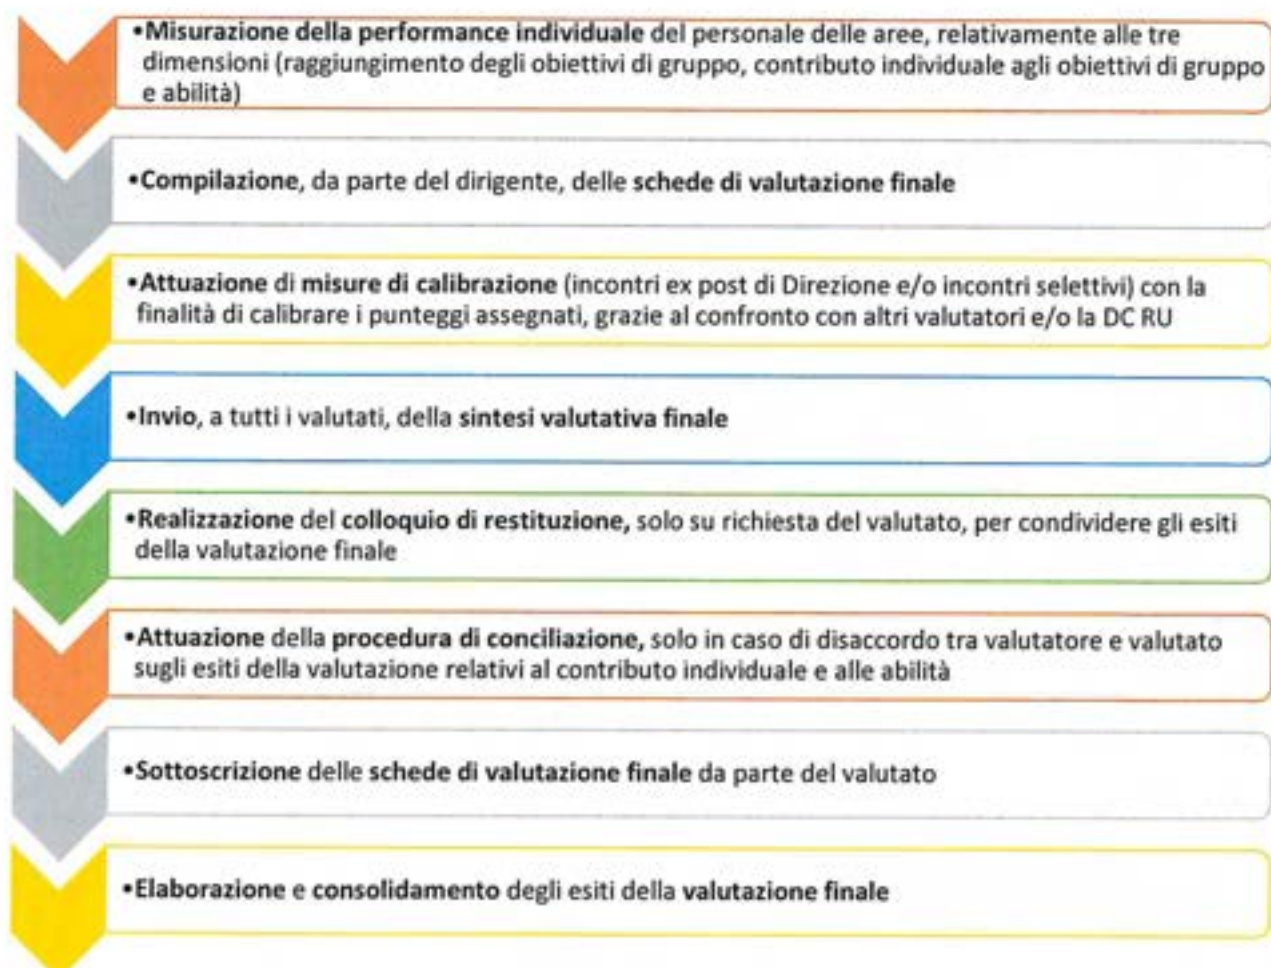 •Misurazione della performance individuale del personale delle aree, relativamente alle tre
dimensioni (raggiungimento degli obiettivi di gruppo, contributo individuale agli obiettivi di gruppo
e abilità)
•Compilazione, da parte del dirigente, delle schede di valutazione finale
•Attuazione di misure di calibrazione (incontri ex post di Direzione e/o incontri selettivi) con la
finalità di calibrare i punteggi assegnati, grazie al confronto con altri valutatori e/o la DC RU
•Invio, a tutti i valutati, della sintesi valutativa finale
•Realizzazione del colloquio di restituzione, solo su richiesta del valutato, per condividere gli esiti
della valutazione finale
•Attuazione della procedura di conciliazione, solo in caso di disaccordo tra valutatore e valutato
sugli esiti della valutazione relativi al contributo individuale e alle abilità
•Sottoscrizione delle schede di valutazione finale da parte del valutato
•Elaborazione e consolidamento degli esiti della valutazione finale